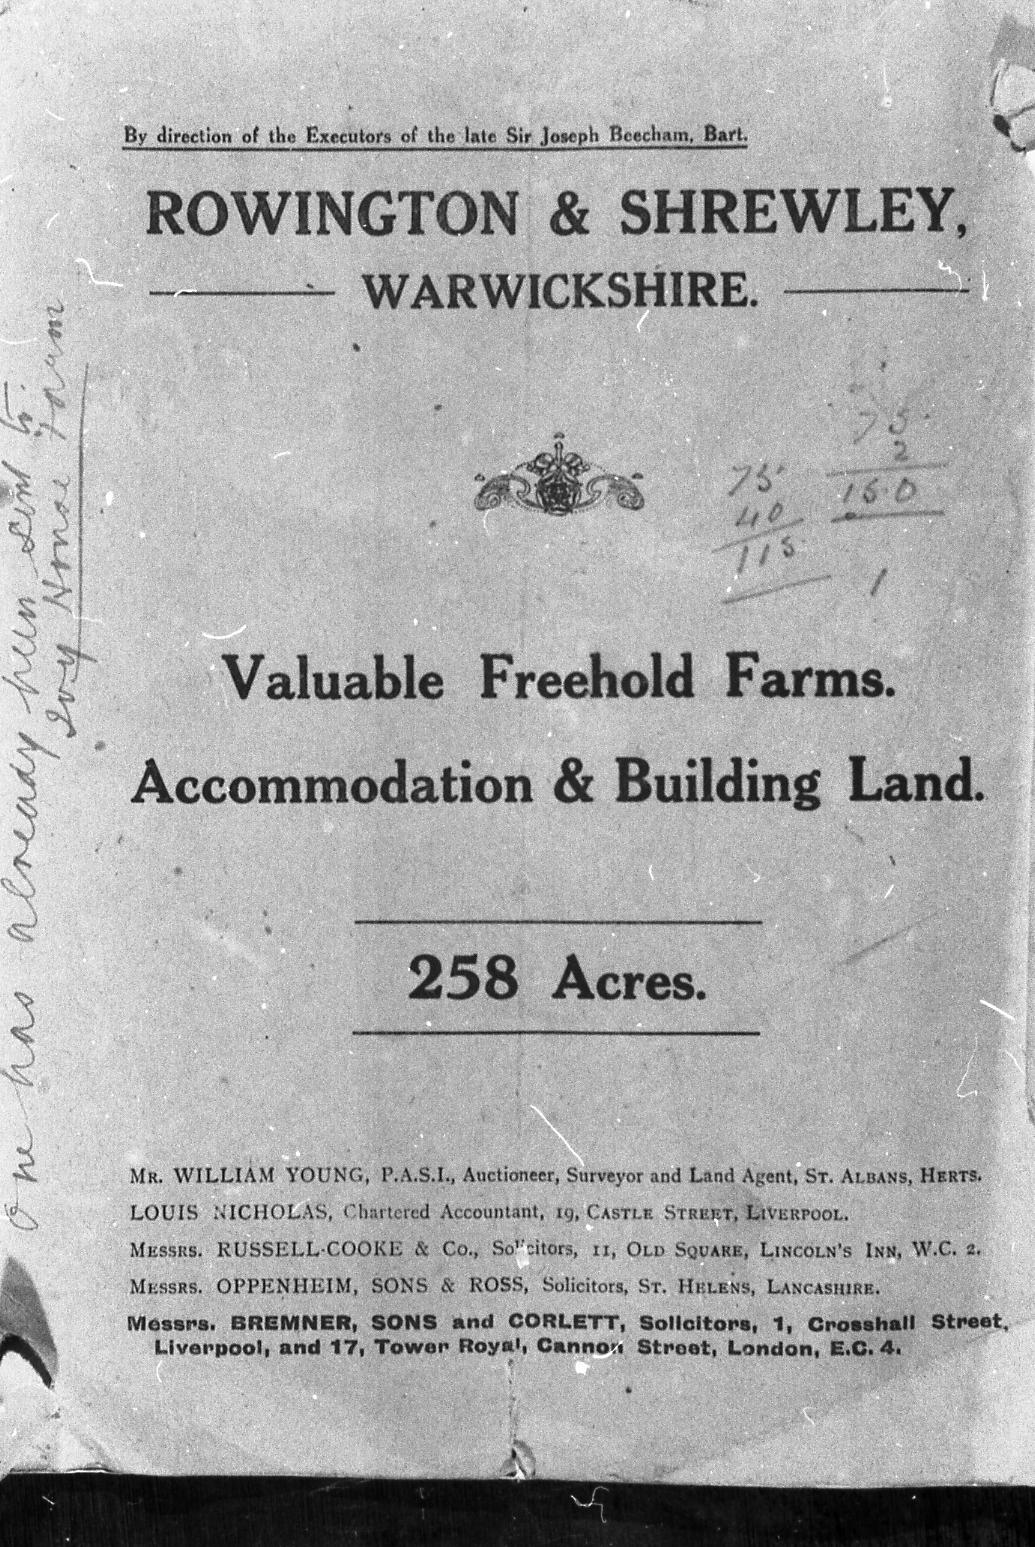 By direction of the Executors of the late Sir Joseph Beecham, Bart.
ROWINGTON & SHREWLEY,
WARWICKSHIRE.
75
2
150
75
40
115
1
Valuable Freehold Farms.
Accommodation & Building Land.
258 Acres.
MR. WILLIAM YOUNG, P.A.S.I., Auctioneer, Surveyor and Land Agent, ST. ALBANS, HERTS.
LOUIS NICHOLAS, Chartered Accountant, 19, CASTLE STREET, LIVERPOOL.
MESSRS. RUSSELL-COOKE & Co., Solicitors, 11, OLD SQUARE, LINCOLN'S INN, W.C. 2.
MESSRS. OPPENHEIM, SONS & ROSS, Solicitors, ST. HELENS, LANCASHIRE.
Messrs. BREMNER, SONS and CORLETT, Solicitors, 1, Crosshall Street,
Liverpool, and 17, Tower Royal, Cannon Street, London, E.C. 4.
One has already been sent to
Ivy House Farm